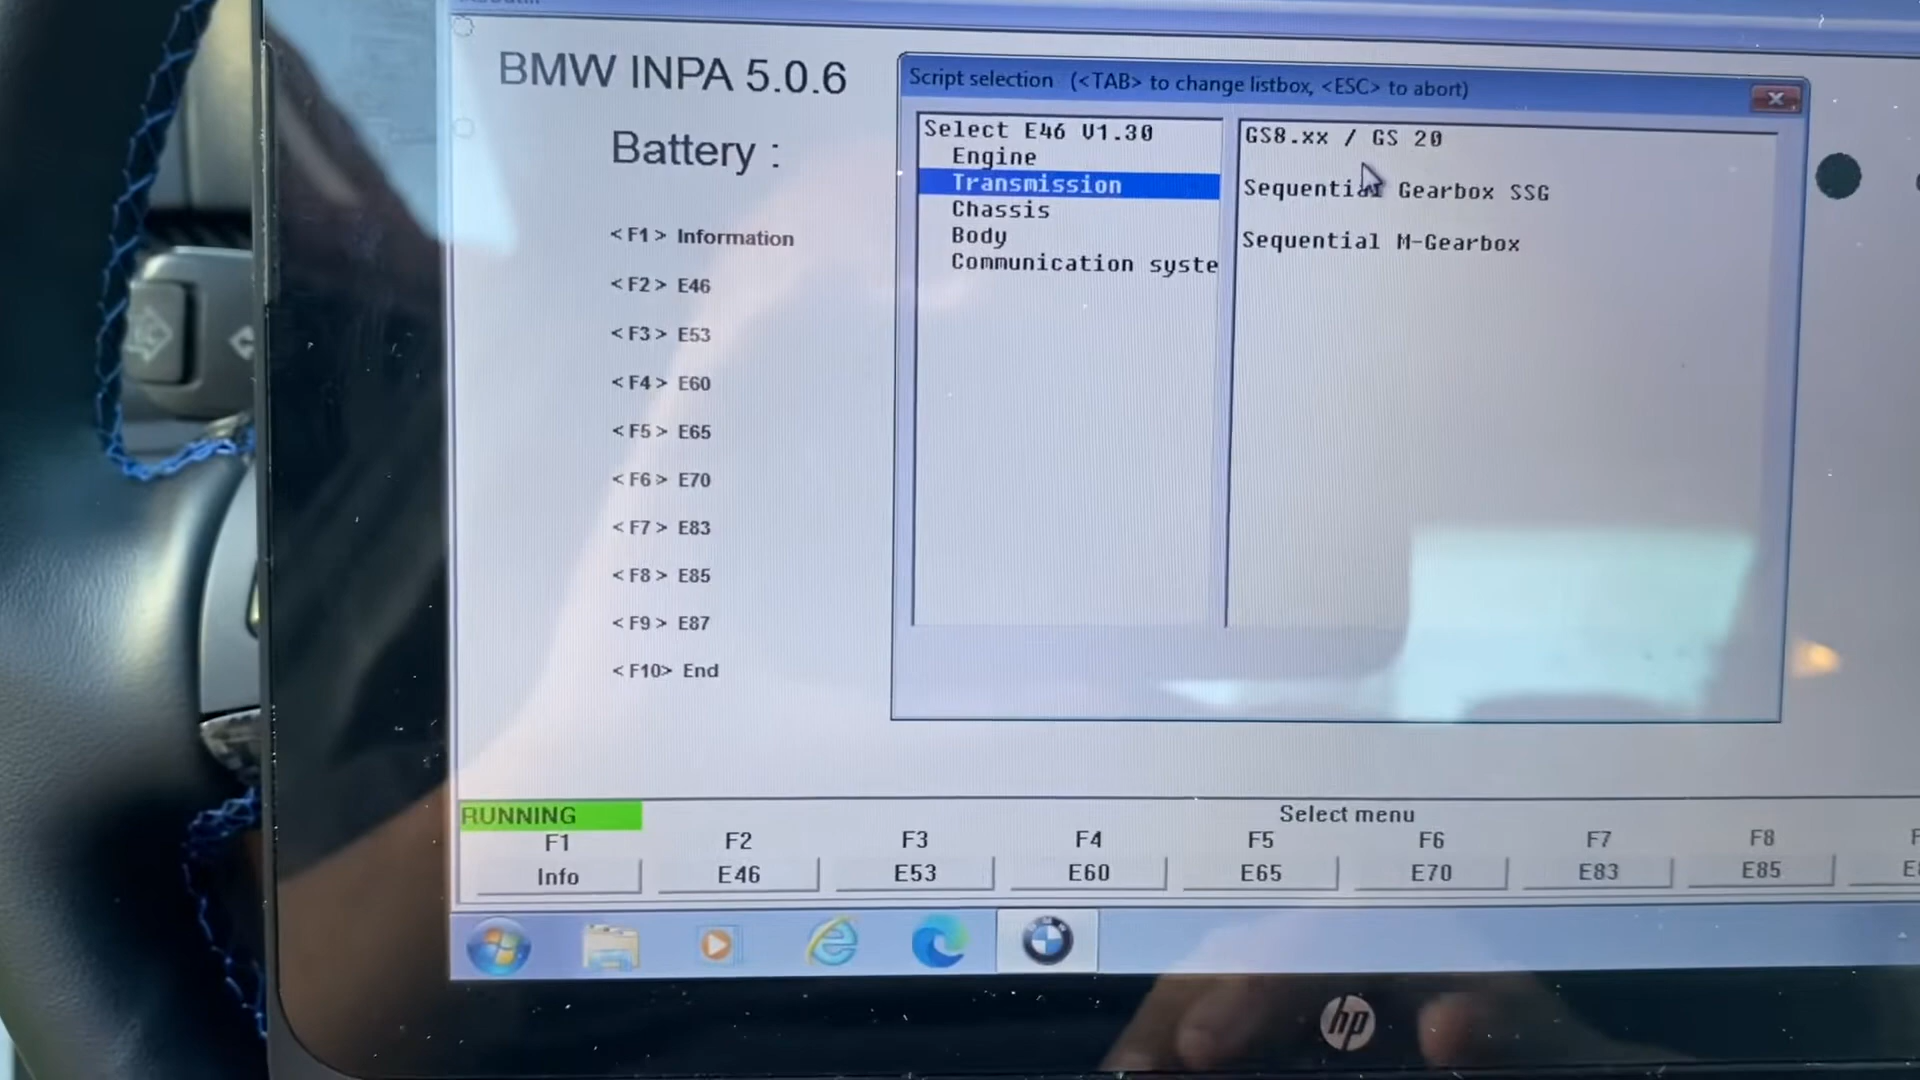 BMW INPA 5.0.6
Battery :
< F1 > Information
< F2 > E46
< F3 > E53
< F4 > E60
< F5 > E65
< F6 > E70
< F7 > E83
< F8 > E85
< F9 > E87
< F10> End
Script selection (<TAB> to change listbox, <ESC> to abort)
Select E46 V1.30
Engine
Transmission
Chassis
Body
Communication syste
GS8.xx / GS 20
Sequential Gearbox SSG
Sequential M-Gearbox
RUNNING
Select menu
F1 F2 F3 F4 F5 F6 F7 F8
Info E46 E53 E60 E65 E70 E83 E85
hp